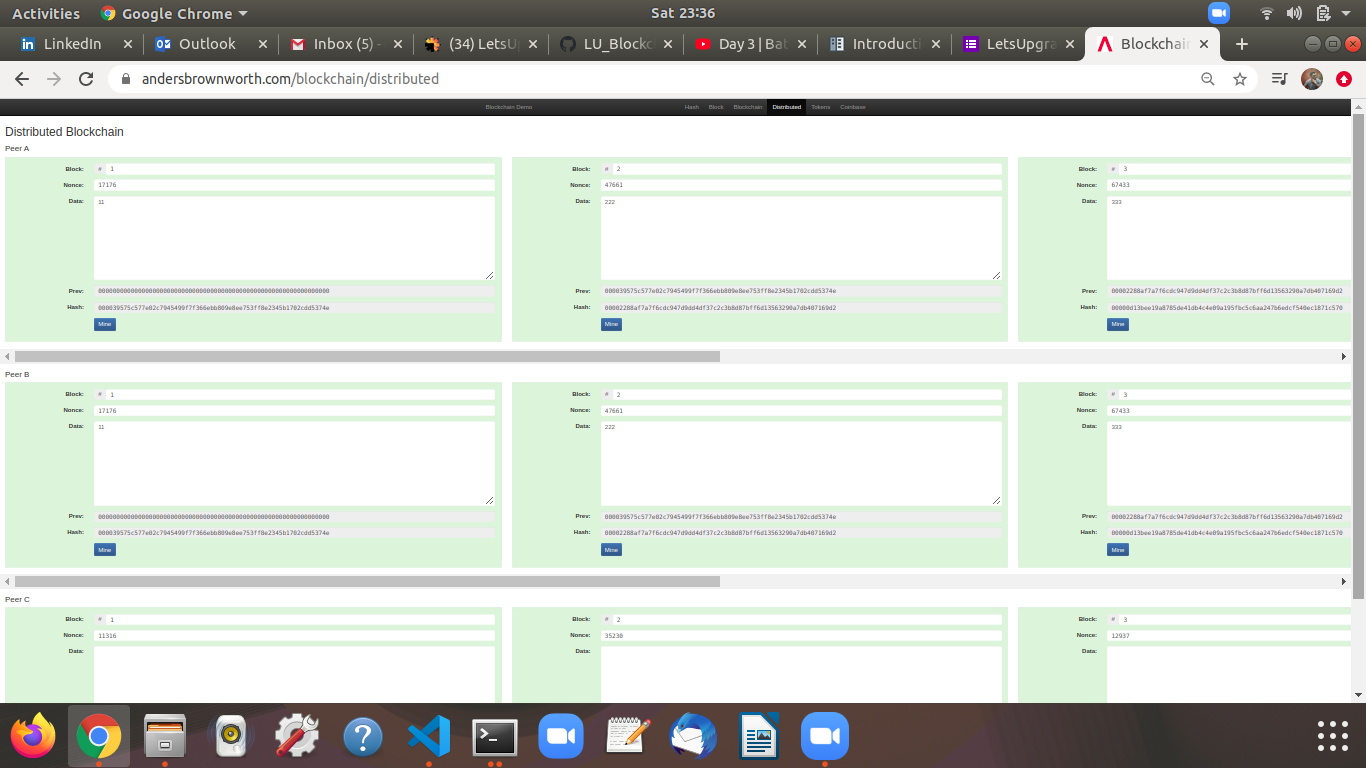 Activities Google Chrome Sat 23:36
LinkedIn Outlook Inbox (5) - (34) LetsU LU_Blockc Day 3 | Bat Introducti LetsUpgra Blockchain
andersbrownworth.com/blockchain/distributed
Blockchain Demo Hash Block Blockchain Distributed Tokens Coinbase
Distributed Blockchain
Peer A
Block: # 1 Block: # 2 Block: # 3
Nonce: 17176 Nonce: 47661 Nonce: 67433
Data: 11 Data: 222 Data: 333
Prev: 0000000000000000000000000000000000000000000000000000000000000000 Prev: 000039575c577e02c7945499f7f366ebb809e8ee753ff8e2345b1702cdd5374e Prev: 00002288af7a7f6cdc947d9dd4df37c2c3b8d87bff6d13563290a7db407169d2
Hash: 000039575c577e02c7945499f7f366ebb809e8ee753ff8e2345b1702cdd5374e Hash: 00002288af7a7f6cdc947d9dd4df37c2c3b8d87bff6d13563290a7db407169d2 Hash: 00000d13bee19a8785de41db4c4e09a195fbc5c6aa247b6edcf540ec1871c570
Mine Mine Mine
Peer B
Block: # 1 Block: # 2 Block: # 3
Nonce: 17176 Nonce: 47661 Nonce: 67433
Data: 11 Data: 222 Data: 333
Prev: 0000000000000000000000000000000000000000000000000000000000000000 Prev: 000039575c577e02c7945499f7f366ebb809e8ee753ff8e2345b1702cdd5374e Prev: 00002288af7a7f6cdc947d9dd4df37c2c3b8d87bff6d13563290a7db407169d2
Hash: 000039575c577e02c7945499f7f366ebb809e8ee753ff8e2345b1702cdd5374e Hash: 00002288af7a7f6cdc947d9dd4df37c2c3b8d87bff6d13563290a7db407169d2 Hash: 00000d13bee19a8785de41db4c4e09a195fbc5c6aa247b6edcf540ec1871c570
Mine Mine Mine
Peer C
Block: # 1 Block: # 2 Block: # 3
Nonce: 11316 Nonce: 35230 Nonce: 12937
Data: Data: Data: